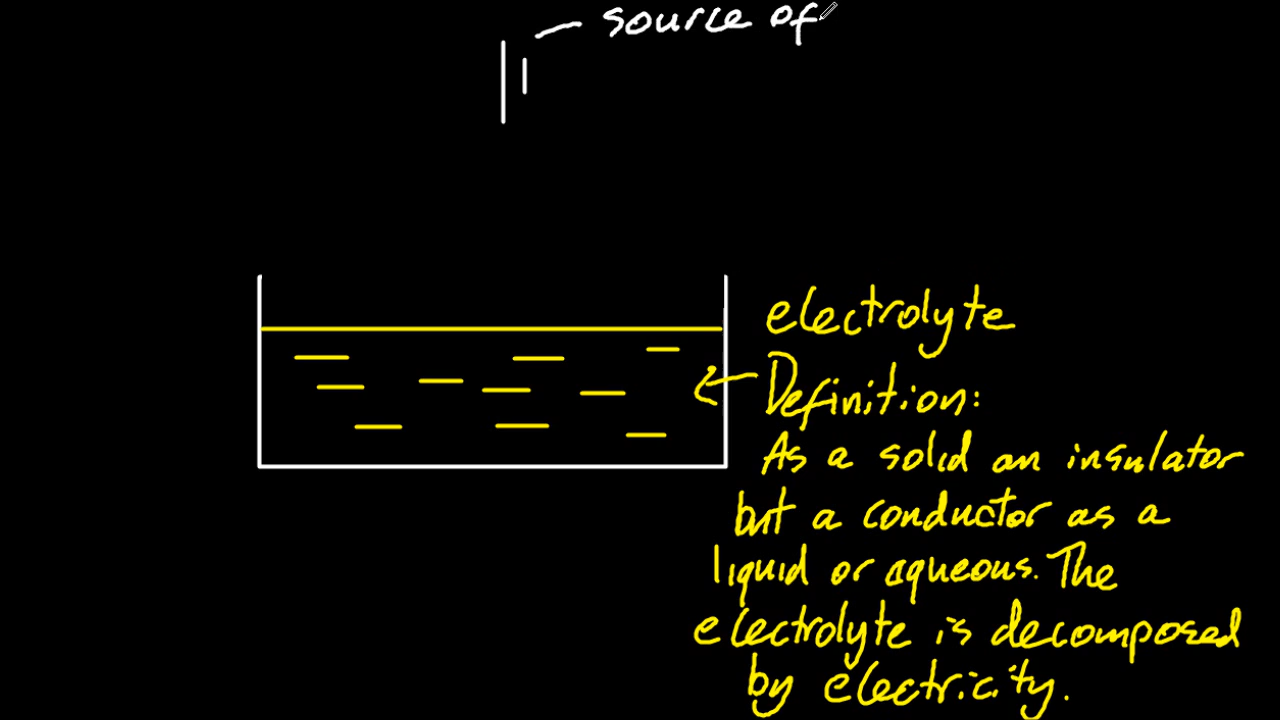 source of
electrolyte
Definition:
As a solid an insulator
but a conductor as a
liquid or aqueous. The
electrolyte is decomposed
by electricity.